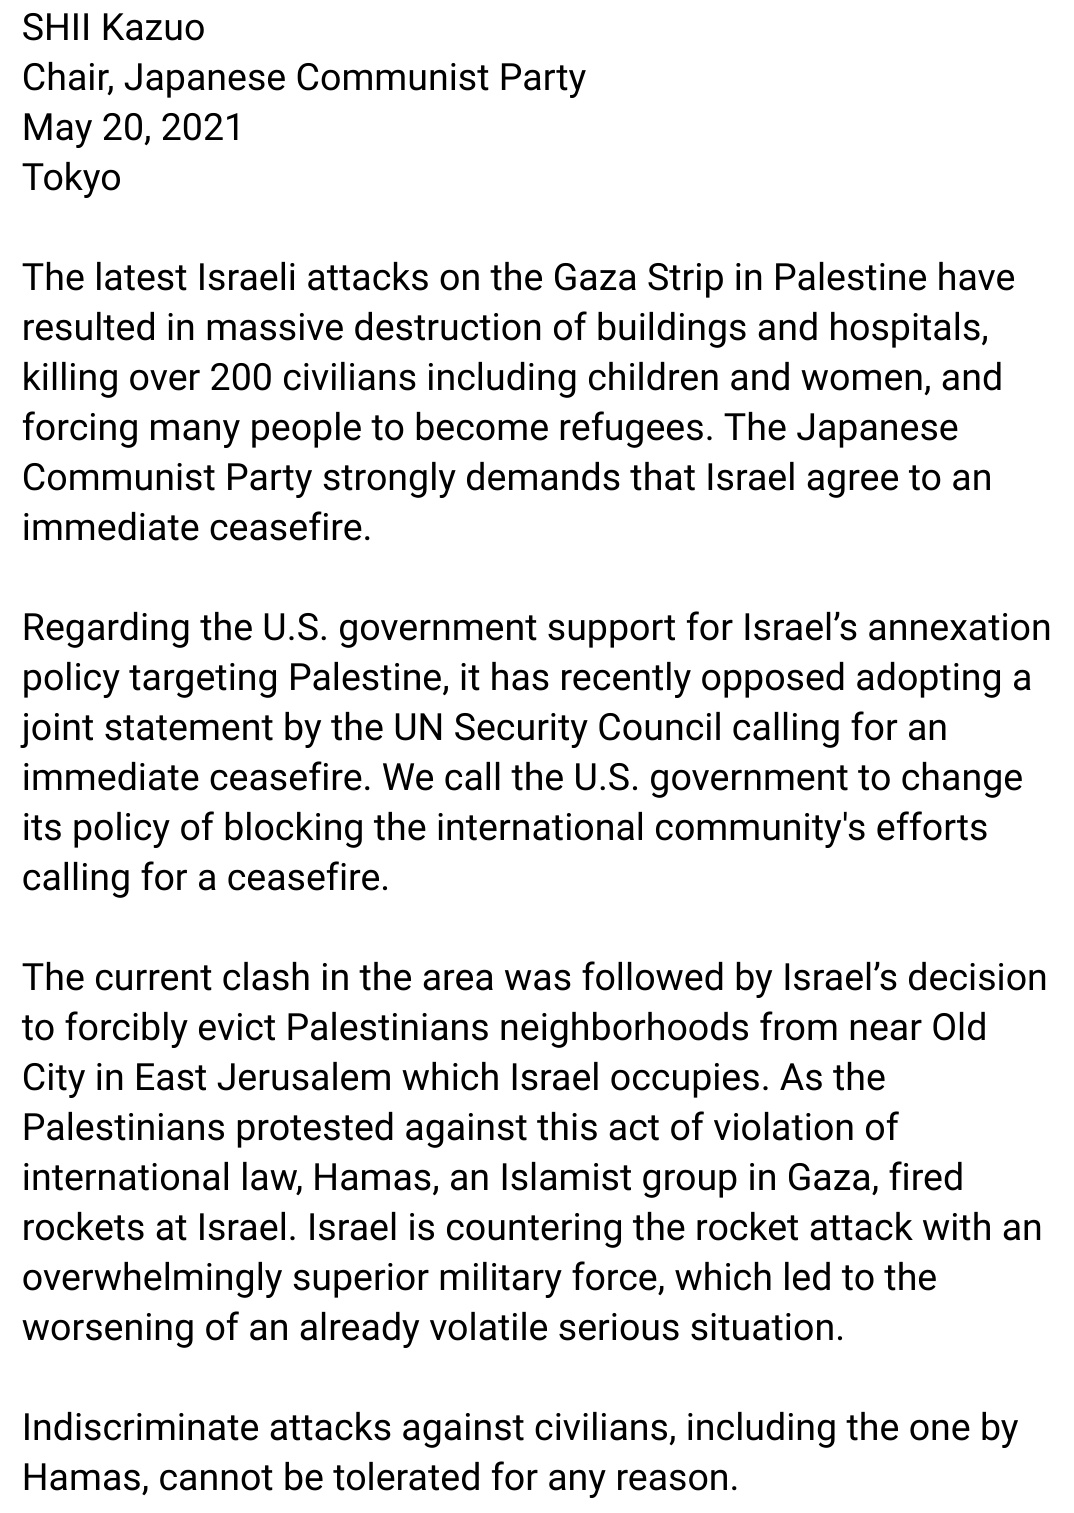 SHII Kazuo
Chair, Japanese Communist Party
May 20, 2021
Tokyo
The latest Israeli attacks on the Gaza Strip in Palestine have
resulted in massive destruction of buildings and hospitals,
killing over 200 civilians including children and women, and
forcing many people to become refugees. The Japanese
Communist Party strongly demands that Israel agree to an
immediate ceasefire.
Regarding the U.S. government support for Israel’s annexation
policy targeting Palestine, it has recently opposed adopting a
joint statement by the UN Security Council calling for an
immediate ceasefire. We call the U.S. government to change
its policy of blocking the international community's efforts
calling for a ceasefire.
The current clash in the area was followed by Israel’s decision
to forcibly evict Palestinians neighborhoods from near Old
City in East Jerusalem which Israel occupies. As the
Palestinians protested against this act of violation of
international law, Hamas, an Islamist group in Gaza, fired
rockets at Israel. Israel is countering the rocket attack with an
overwhelmingly superior military force, which led to the
worsening of an already volatile serious situation.
Indiscriminate attacks against civilians, including the one by
Hamas, cannot be tolerated for any reason.